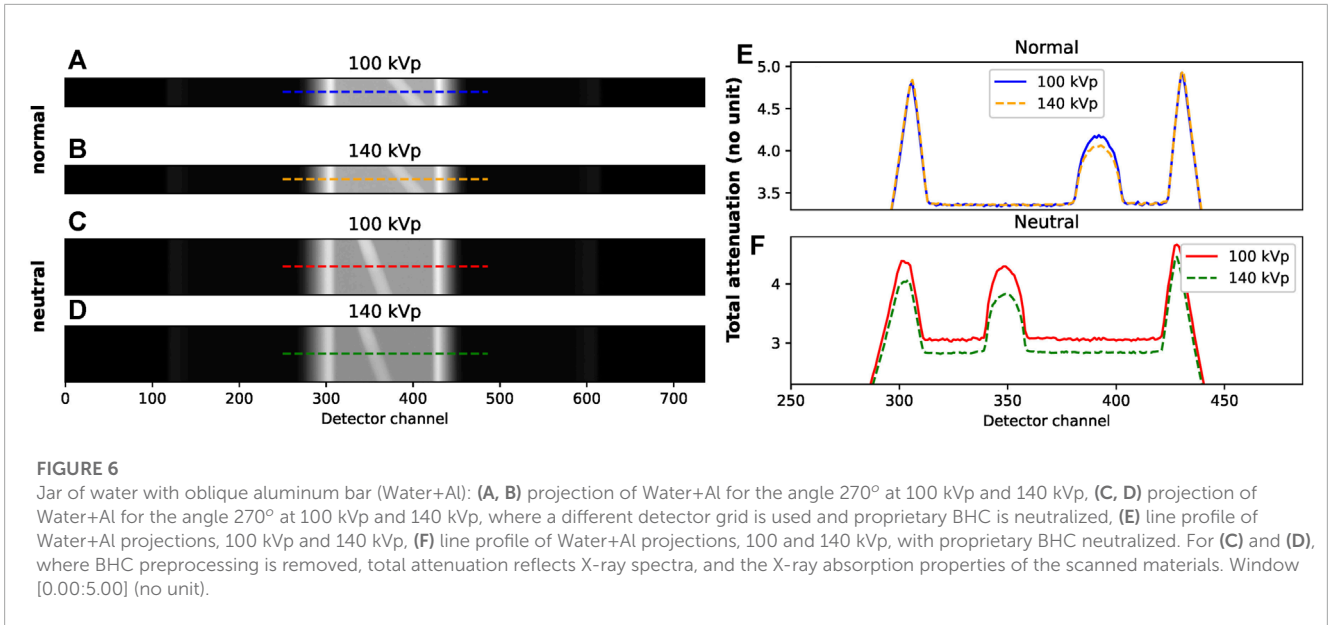 A
100 kVp
normal
B
140 kVp
C
100 kVp
neutral
D
140 kVp
0 100 200 300 400 500 600 700
Detector channel
E
Normal
5.0
4.5
4.0
3.5
100 kVp
140 kVp
Total attenuation (no unit)
F
Neutral
4
3
100 kVp
140 kVp
250 300 350 400 450
Detector channel
FIGURE 6
Jar of water with oblique aluminum bar (Water+Al): (A, B) projection of Water+Al for the angle 270° at 100 kVp and 140 kVp, (C, D) projection of
Water+Al for the angle 270° at 100 kVp and 140 kVp, where a different detector grid is used and proprietary BHC is neutralized, (E) line profile of
Water+Al projections, 100 kVp and 140 kVp, (F) line profile of Water+Al projections, 100 and 140 kVp, with proprietary BHC neutralized. For (C) and (D),
where BHC preprocessing is removed, total attenuation reflects X-ray spectra, and the X-ray absorption properties of the scanned materials. Window
[0.00:5.00] (no unit).